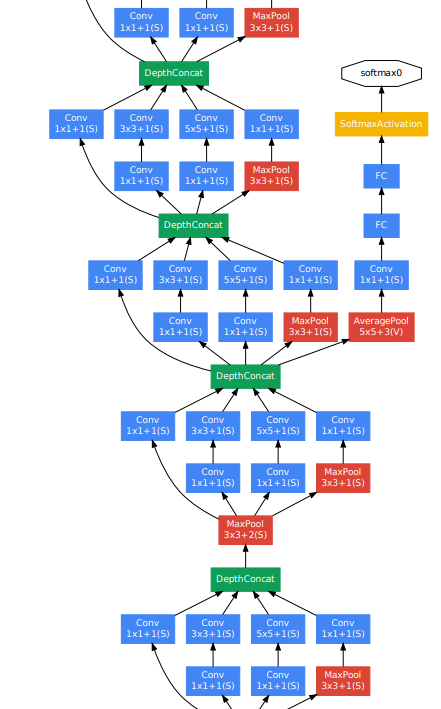 Conv
1x1+1(S)
Conv
1x1+1(S)
MaxPool
3x3+1(S)
DepthConcat
softmax0
Conv
1x1+1(S)
Conv
3x3+1(S)
Conv
5x5+1(S)
Conv
1x1+1(S)
SoftmaxActivation
Conv
1x1+1(S)
Conv
1x1+1(S)
MaxPool
3x3+1(S)
FC
DepthConcat
FC
Conv
1x1+1(S)
Conv
3x3+1(S)
Conv
5x5+1(S)
Conv
1x1+1(S)
Conv
1x1+1(S)
Conv
1x1+1(S)
Conv
1x1+1(S)
MaxPool
3x3+1(S)
AveragePool
5x5+3(V)
DepthConcat
Conv
1x1+1(S)
Conv
3x3+1(S)
Conv
5x5+1(S)
Conv
1x1+1(S)
Conv
1x1+1(S)
Conv
1x1+1(S)
MaxPool
3x3+1(S)
MaxPool
3x3+2(S)
DepthConcat
Conv
1x1+1(S)
Conv
3x3+1(S)
Conv
5x5+1(S)
Conv
1x1+1(S)
Conv
1x1+1(S)
Conv
1x1+1(S)
MaxPool
3x3+1(S)